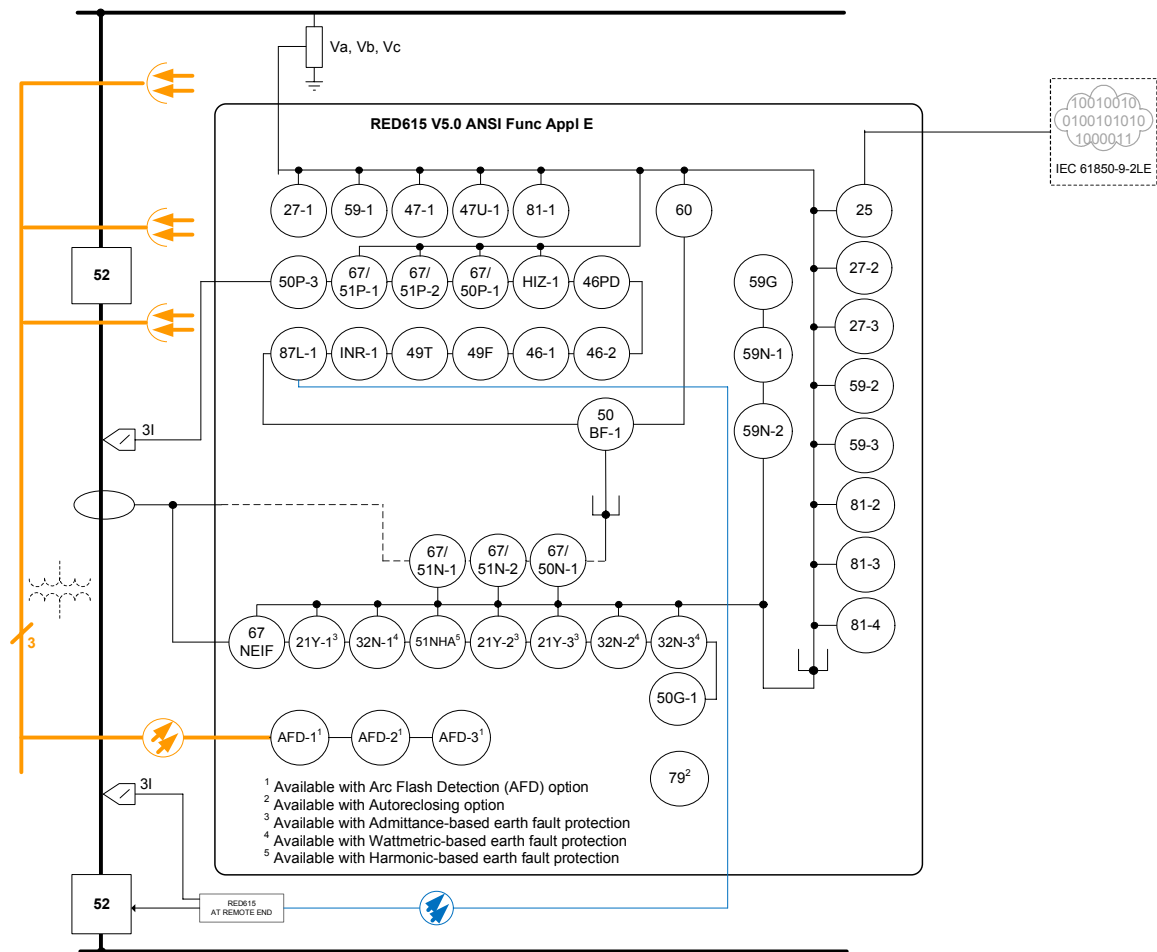 Va, Vb, Vc
RED615 V5.0 ANSI Func Appl E
10010010
0100101010
1000011
IEC 61850-9-2LE
27-1
59-1
47-1
47U-1
81-1
60
25
52
50P-3
67/
51P-1
67/
51P-2
67/
50P-1
HIZ-1
46PD
59G
27-2
27-3
87L-1
INR-1
49T
49F
46-1
46-2
59N-1
59-2
3I
50
BF-1
59N-2
59-3
81-2
67/
51N-1
67/
51N-2
67/
50N-1
81-3
3
67
NEIF
21Y-1³
32N-1⁴
51NHA⁵
21Y-2³
21Y-3³
32N-2⁴
32N-3⁴
81-4
50G-1
AFD-1¹
AFD-2¹
AFD-3¹
79²
3I
¹ Available with Arc Flash Detection (AFD) option
² Available with Autoreclosing option
³ Available with Admittance-based earth fault protection
⁴ Available with Wattmetric-based earth fault protection
⁵ Available with Harmonic-based earth fault protection
52
RED615
AT REMOTE END